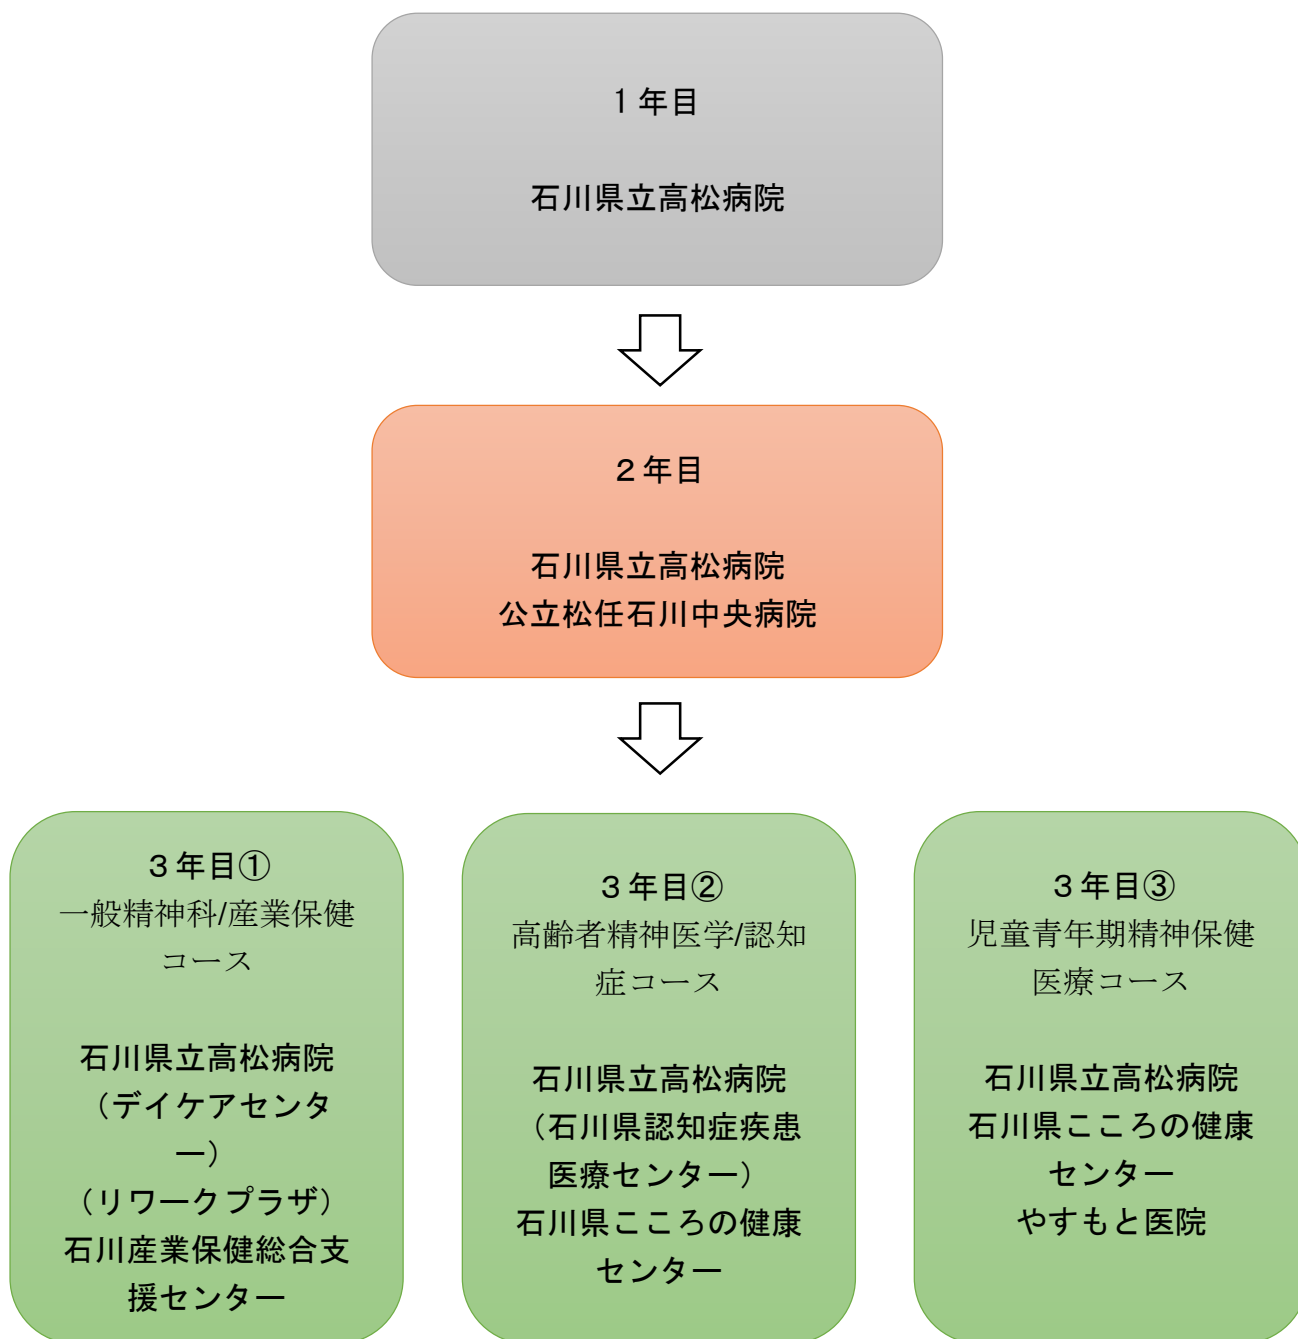 1 年目
石川県立高松病院
２年目
石川県立高松病院
公立松任石川中央病院
３年目①
一般精神科/産業保健
コース
石川県立高松病院
（デイケアセンタ
ー）
（リワークプラザ）
石川産業保健総合支
援センター
３年目②
高齢者精神医学/認知
症コース
石川県立高松病院
（石川県認知症疾患
医療センター）
石川県こころの健康
センター
３年目③
児童青年期精神保健
医療コース
石川県立高松病院
石川県こころの健康
センター
やすもと医院